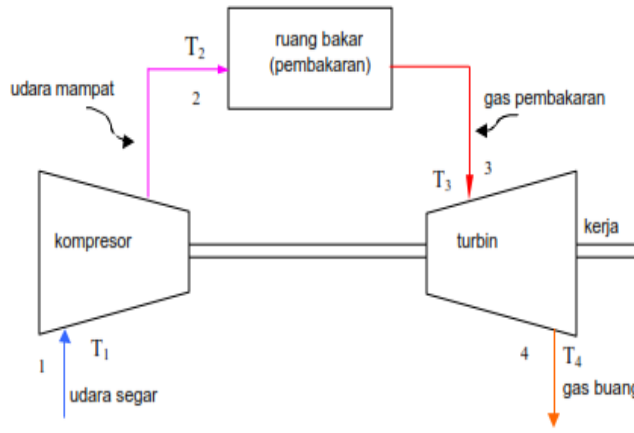 ruang bakar
(pembakaran)
T2
udara mampat
2
gas pembakaran
3
T3
kompresor
turbin
kerja
1
T1
4
T4
udara segar
gas buang